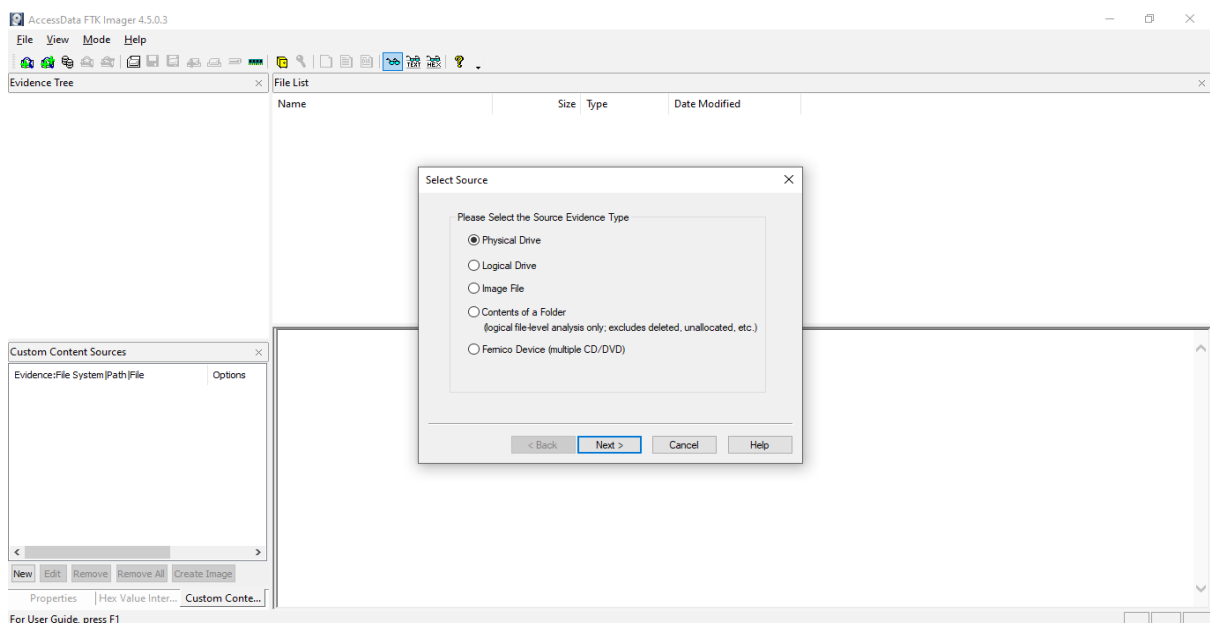 AccessData FTK Imager 4.5.0.3
File View Mode Help
Evidence Tree
File List
Name Size Type Date Modified
Select Source
Please Select the Source Evidence Type
Physical Drive
Logical Drive
Image File
Contents of a Folder
(logical file-level analysis only; excludes deleted, unallocated, etc.)
Fernico Device (multiple CD/DVD)
< Back Next > Cancel Help
Custom Content Sources
Evidence:File System|Path|File Options
New Edit Remove Remove All Create Image
Properties Hex Value Inter... Custom Conte...
For User Guide, press F1